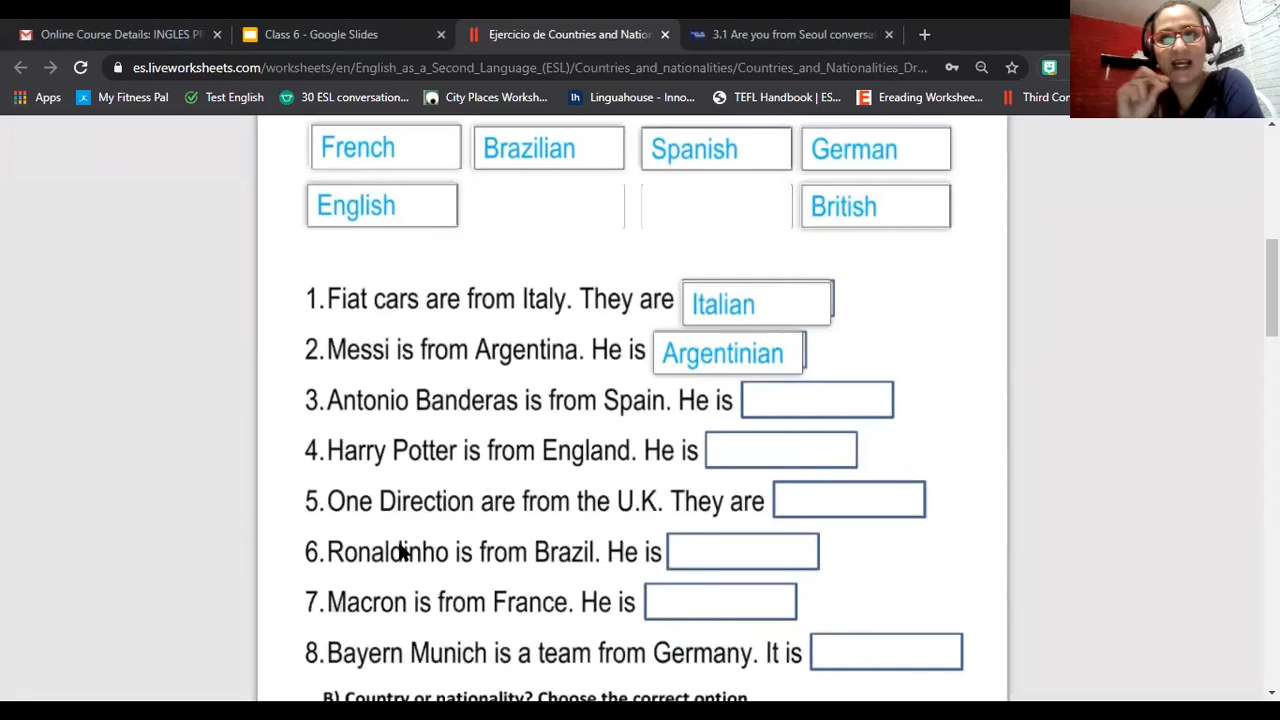 Online Course Details: INGLES P
Class 6 - Google Slides
Ejercicio de Countries and Natio
3.1 Are you from Seoul conversa
es.liveworksheets.com/worksheets/en/English_as_a_Second_Language_(ESL)/Countries_and_nationalities/Countries_and_Nationalities_Dr...
Apps
My Fitness Pal
Test English
30 ESL conversation...
City Places Worksh...
Linguahouse - Inno...
TEFL Handbook | ES...
Ereading Workshee...
Third Con
French Brazilian Spanish German
English British
1. Fiat cars are from Italy. They are Italian
2. Messi is from Argentina. He is Argentinian
3. Antonio Banderas is from Spain. He is
4. Harry Potter is from England. He is
5. One Direction are from the U.K. They are
6. Ronaldinho is from Brazil. He is
7. Macron is from France. He is
8. Bayern Munich is a team from Germany. It is
B) Country or nationality? Choose the correct option